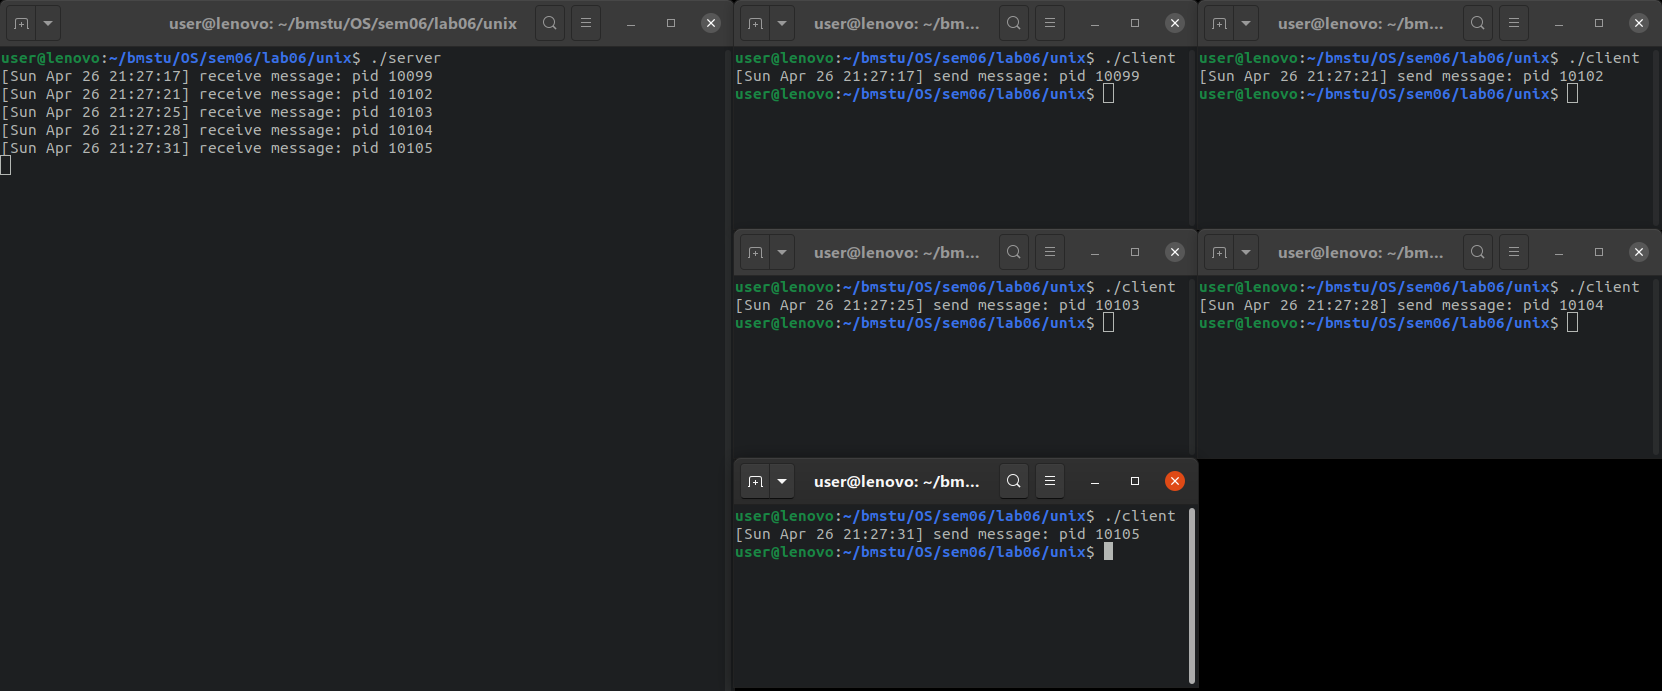 user@lenovo: ~/bmstu/OS/sem06/lab06/unix
user@lenovo:~/bmstu/OS/sem06/lab06/unix$ ./server
[Sun Apr 26 21:27:17] receive message: pid 10099
[Sun Apr 26 21:27:21] receive message: pid 10102
[Sun Apr 26 21:27:25] receive message: pid 10103
[Sun Apr 26 21:27:28] receive message: pid 10104
[Sun Apr 26 21:27:31] receive message: pid 10105
user@lenovo: ~/bm...
user@lenovo:~/bmstu/OS/sem06/lab06/unix$ ./client
[Sun Apr 26 21:27:17] send message: pid 10099
user@lenovo:~/bmstu/OS/sem06/lab06/unix$
user@lenovo: ~/bm...
user@lenovo:~/bmstu/OS/sem06/lab06/unix$ ./client
[Sun Apr 26 21:27:21] send message: pid 10102
user@lenovo:~/bmstu/OS/sem06/lab06/unix$
user@lenovo: ~/bm...
user@lenovo:~/bmstu/OS/sem06/lab06/unix$ ./client
[Sun Apr 26 21:27:25] send message: pid 10103
user@lenovo:~/bmstu/OS/sem06/lab06/unix$
user@lenovo: ~/bm...
user@lenovo:~/bmstu/OS/sem06/lab06/unix$ ./client
[Sun Apr 26 21:27:28] send message: pid 10104
user@lenovo:~/bmstu/OS/sem06/lab06/unix$
user@lenovo: ~/bm...
user@lenovo:~/bmstu/OS/sem06/lab06/unix$ ./client
[Sun Apr 26 21:27:31] send message: pid 10105
user@lenovo:~/bmstu/OS/sem06/lab06/unix$